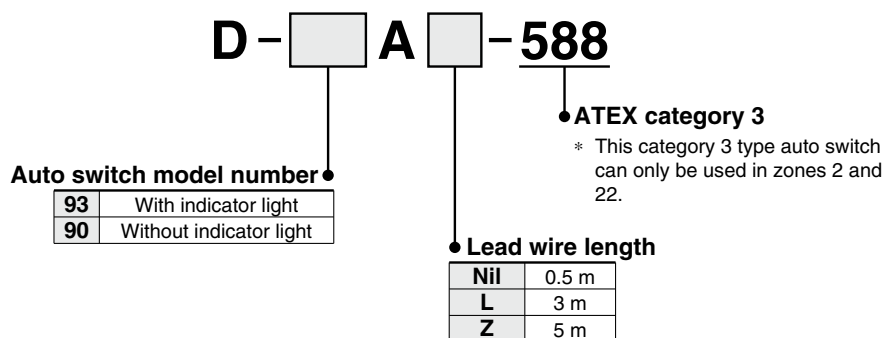 D – A – 588
ATEX category 3
* This category 3 type auto switch
can only be used in zones 2 and
22.
Auto switch model number
93 With indicator light
90 Without indicator light
Lead wire length
Nil 0.5 m
L 3 m
Z 5 m